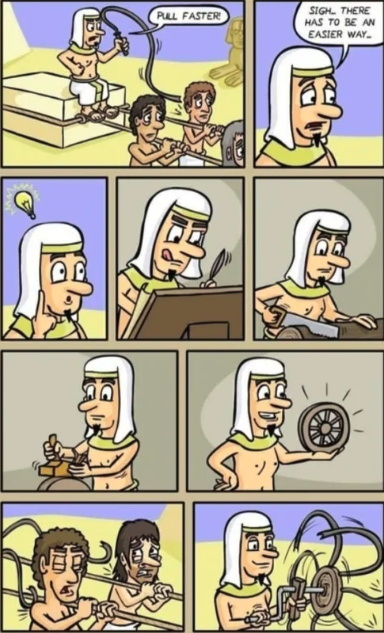 PULL FASTER!
SIGH... THERE
HAS TO BE AN
EASIER WAY...